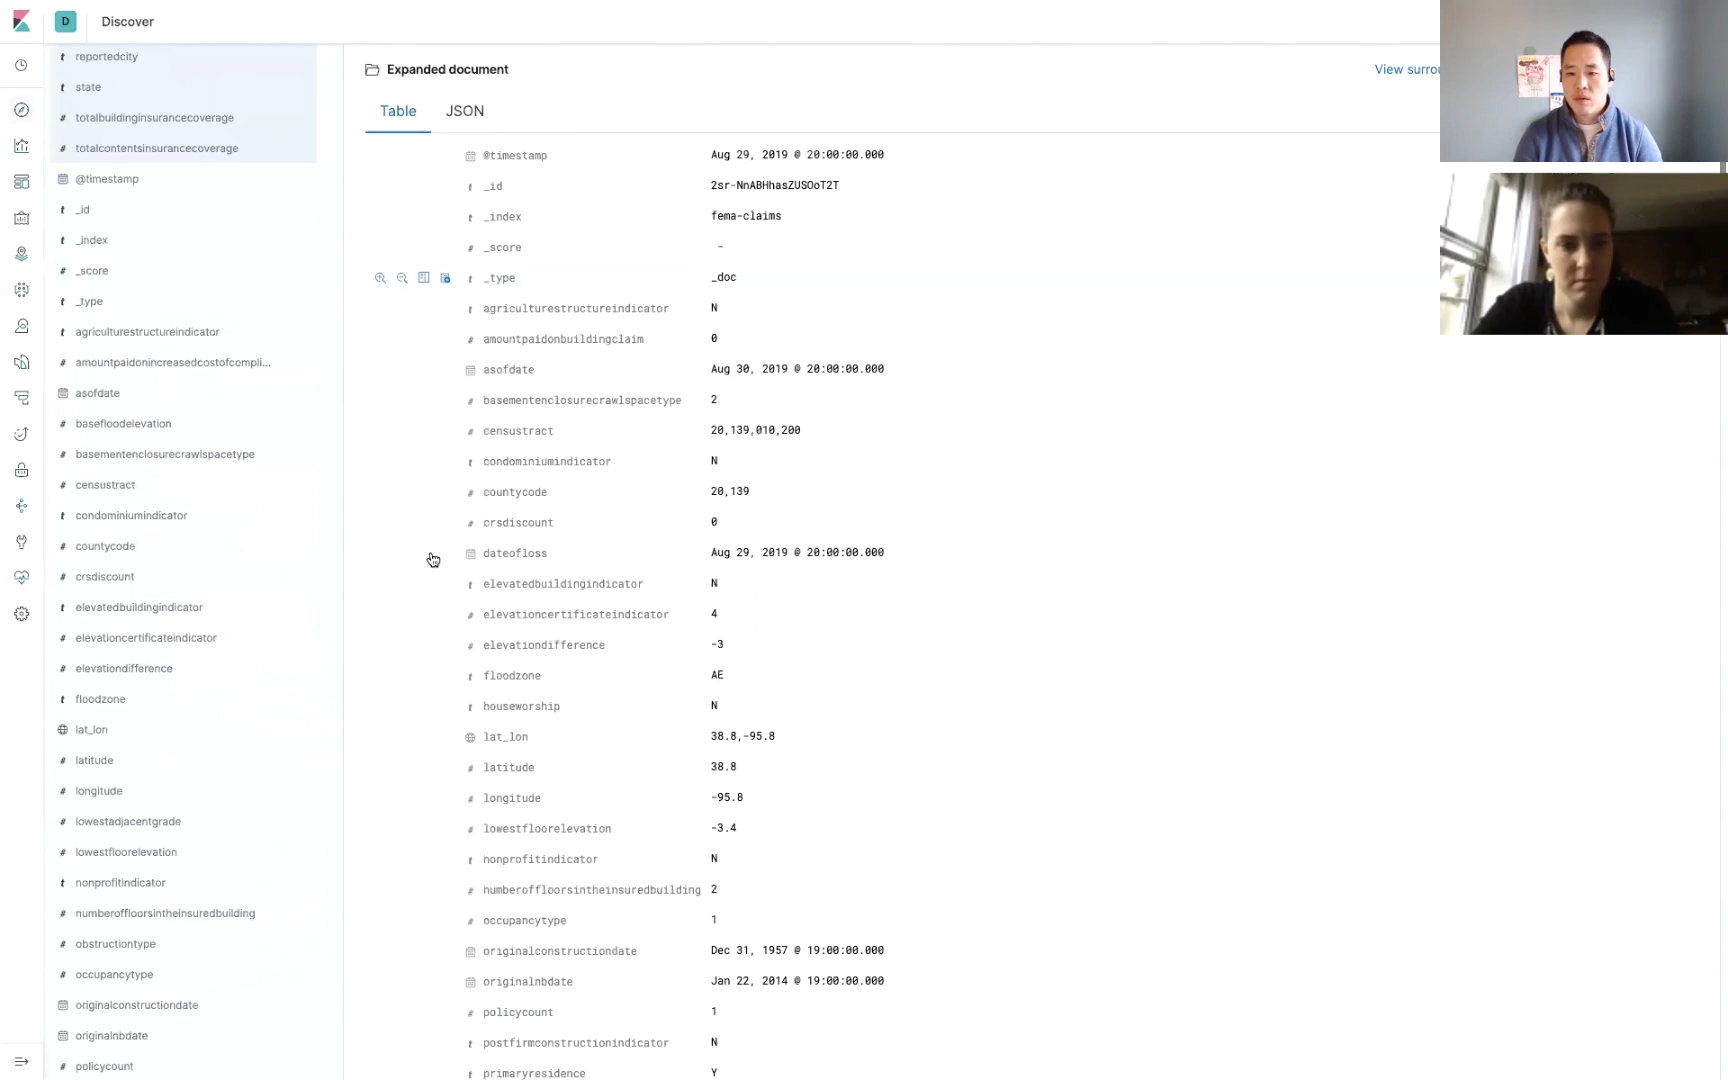 D Discover
reportedcity
state
totalbuildinginsurancecoverage
totalcontentsinsurancecoverage
@timestamp
_id
_index
_score
_type
agriculturestructureindicator
amountpaidonincreasedcostofcompli...
asofdate
basefloodelevation
basementenclosurecrawlspacetype
censustract
condominiumindicator
countycode
crsdiscount
elevatedbuildingindicator
elevationcertificateindicator
elevationdifference
floodzone
lat_lon
latitude
longitude
lowestadjacentgrade
lowestfloorelevation
nonprofitindicator
numberoffloorsintheinsuredbuilding
obstructiontype
occupancytype
originalconstructiondate
originalnbdate
policycount
Expanded document
View surrou
Table JSON
@timestamp Aug 29, 2019 @ 20:00:00.000
_id 2sr-NnABHhasZUSOoT2T
_index fema-claims
_score -
_type _doc
agriculturestructureindicator N
amountpaidonbuildingclaim 0
asofdate Aug 30, 2019 @ 20:00:00.000
basementenclosurecrawlspacetype 2
censustract 20,139,010,200
condominiumindicator N
countycode 20,139
crsdiscount 0
dateofloss Aug 29, 2019 @ 20:00:00.000
elevatedbuildingindicator N
elevationcertificateindicator 4
elevationdifference -3
floodzone AE
houseworship N
lat_lon 38.8,-95.8
latitude 38.8
longitude -95.8
lowestfloorelevation -3.4
nonprofitindicator N
numberoffloorsintheinsuredbuilding 2
occupancytype 1
originalconstructiondate Dec 31, 1957 @ 19:00:00.000
originalnbdate Jan 22, 2014 @ 19:00:00.000
policycount 1
postfirmconstructionindicator N
primaryresidence Y